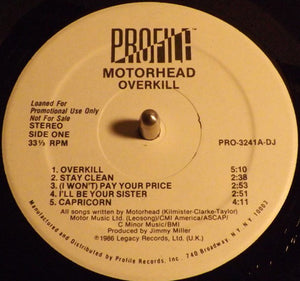 PROFILE
MOTORHEAD
OVERKILL
Loaned For
Promotional Use Only
Not For Sale
STEREO
SIDE ONE
33⅓ RPM
PRO-3241A-DJ
1. OVERKILL 5:10
2. STAY CLEAN 2:38
3. (I WON'T) PAY YOUR PRICE 2:53
4. I'LL BE YOUR SISTER 2:51
5. CAPRICORN 4:11
All songs written by Motorhead (Kilmister-Clarke-Taylor)
Motor Music Ltd. (Leosong)/CMI America/ASCAP)
C Minor Music/BMI
Produced by Jimmy Miller
©1986 Legacy Records, Ltd. (U.K.)
Manufactured and Distributed by Profile Records, Inc. 740 Broadway, N.Y., N.Y. 10003